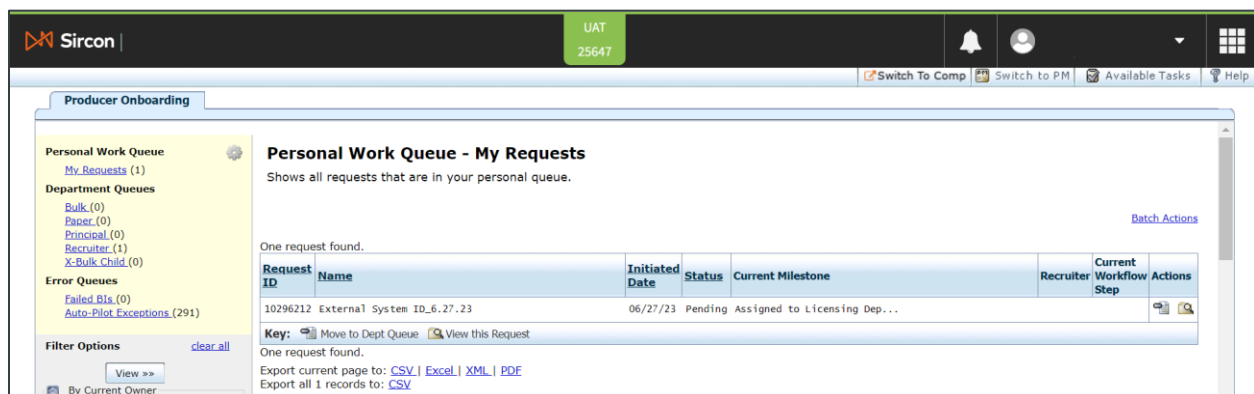 Sircon |
UAT
25647
Switch To Comp
Switch to PM
Available Tasks
Help
Producer Onboarding
Personal Work Queue
My Requests (1)
Department Queues
Bulk (0)
Paper (0)
Principal (0)
Recruiter (1)
X-Bulk Child (0)
Error Queues
Failed BIs (0)
Auto-Pilot Exceptions (291)
Filter Options clear all
View »»
By Current Owner
Personal Work Queue - My Requests
Shows all requests that are in your personal queue.
Batch Actions
One request found.
Request ID Name Initiated Date Status Current Milestone Recruiter Current Workflow Step Actions
10296212 External System ID_6.27.23 06/27/23 Pending Assigned to Licensing Dep...
Key: Move to Dept Queue View this Request
One request found.
Export current page to: CSV | Excel | XML | PDF
Export all 1 records to: CSV